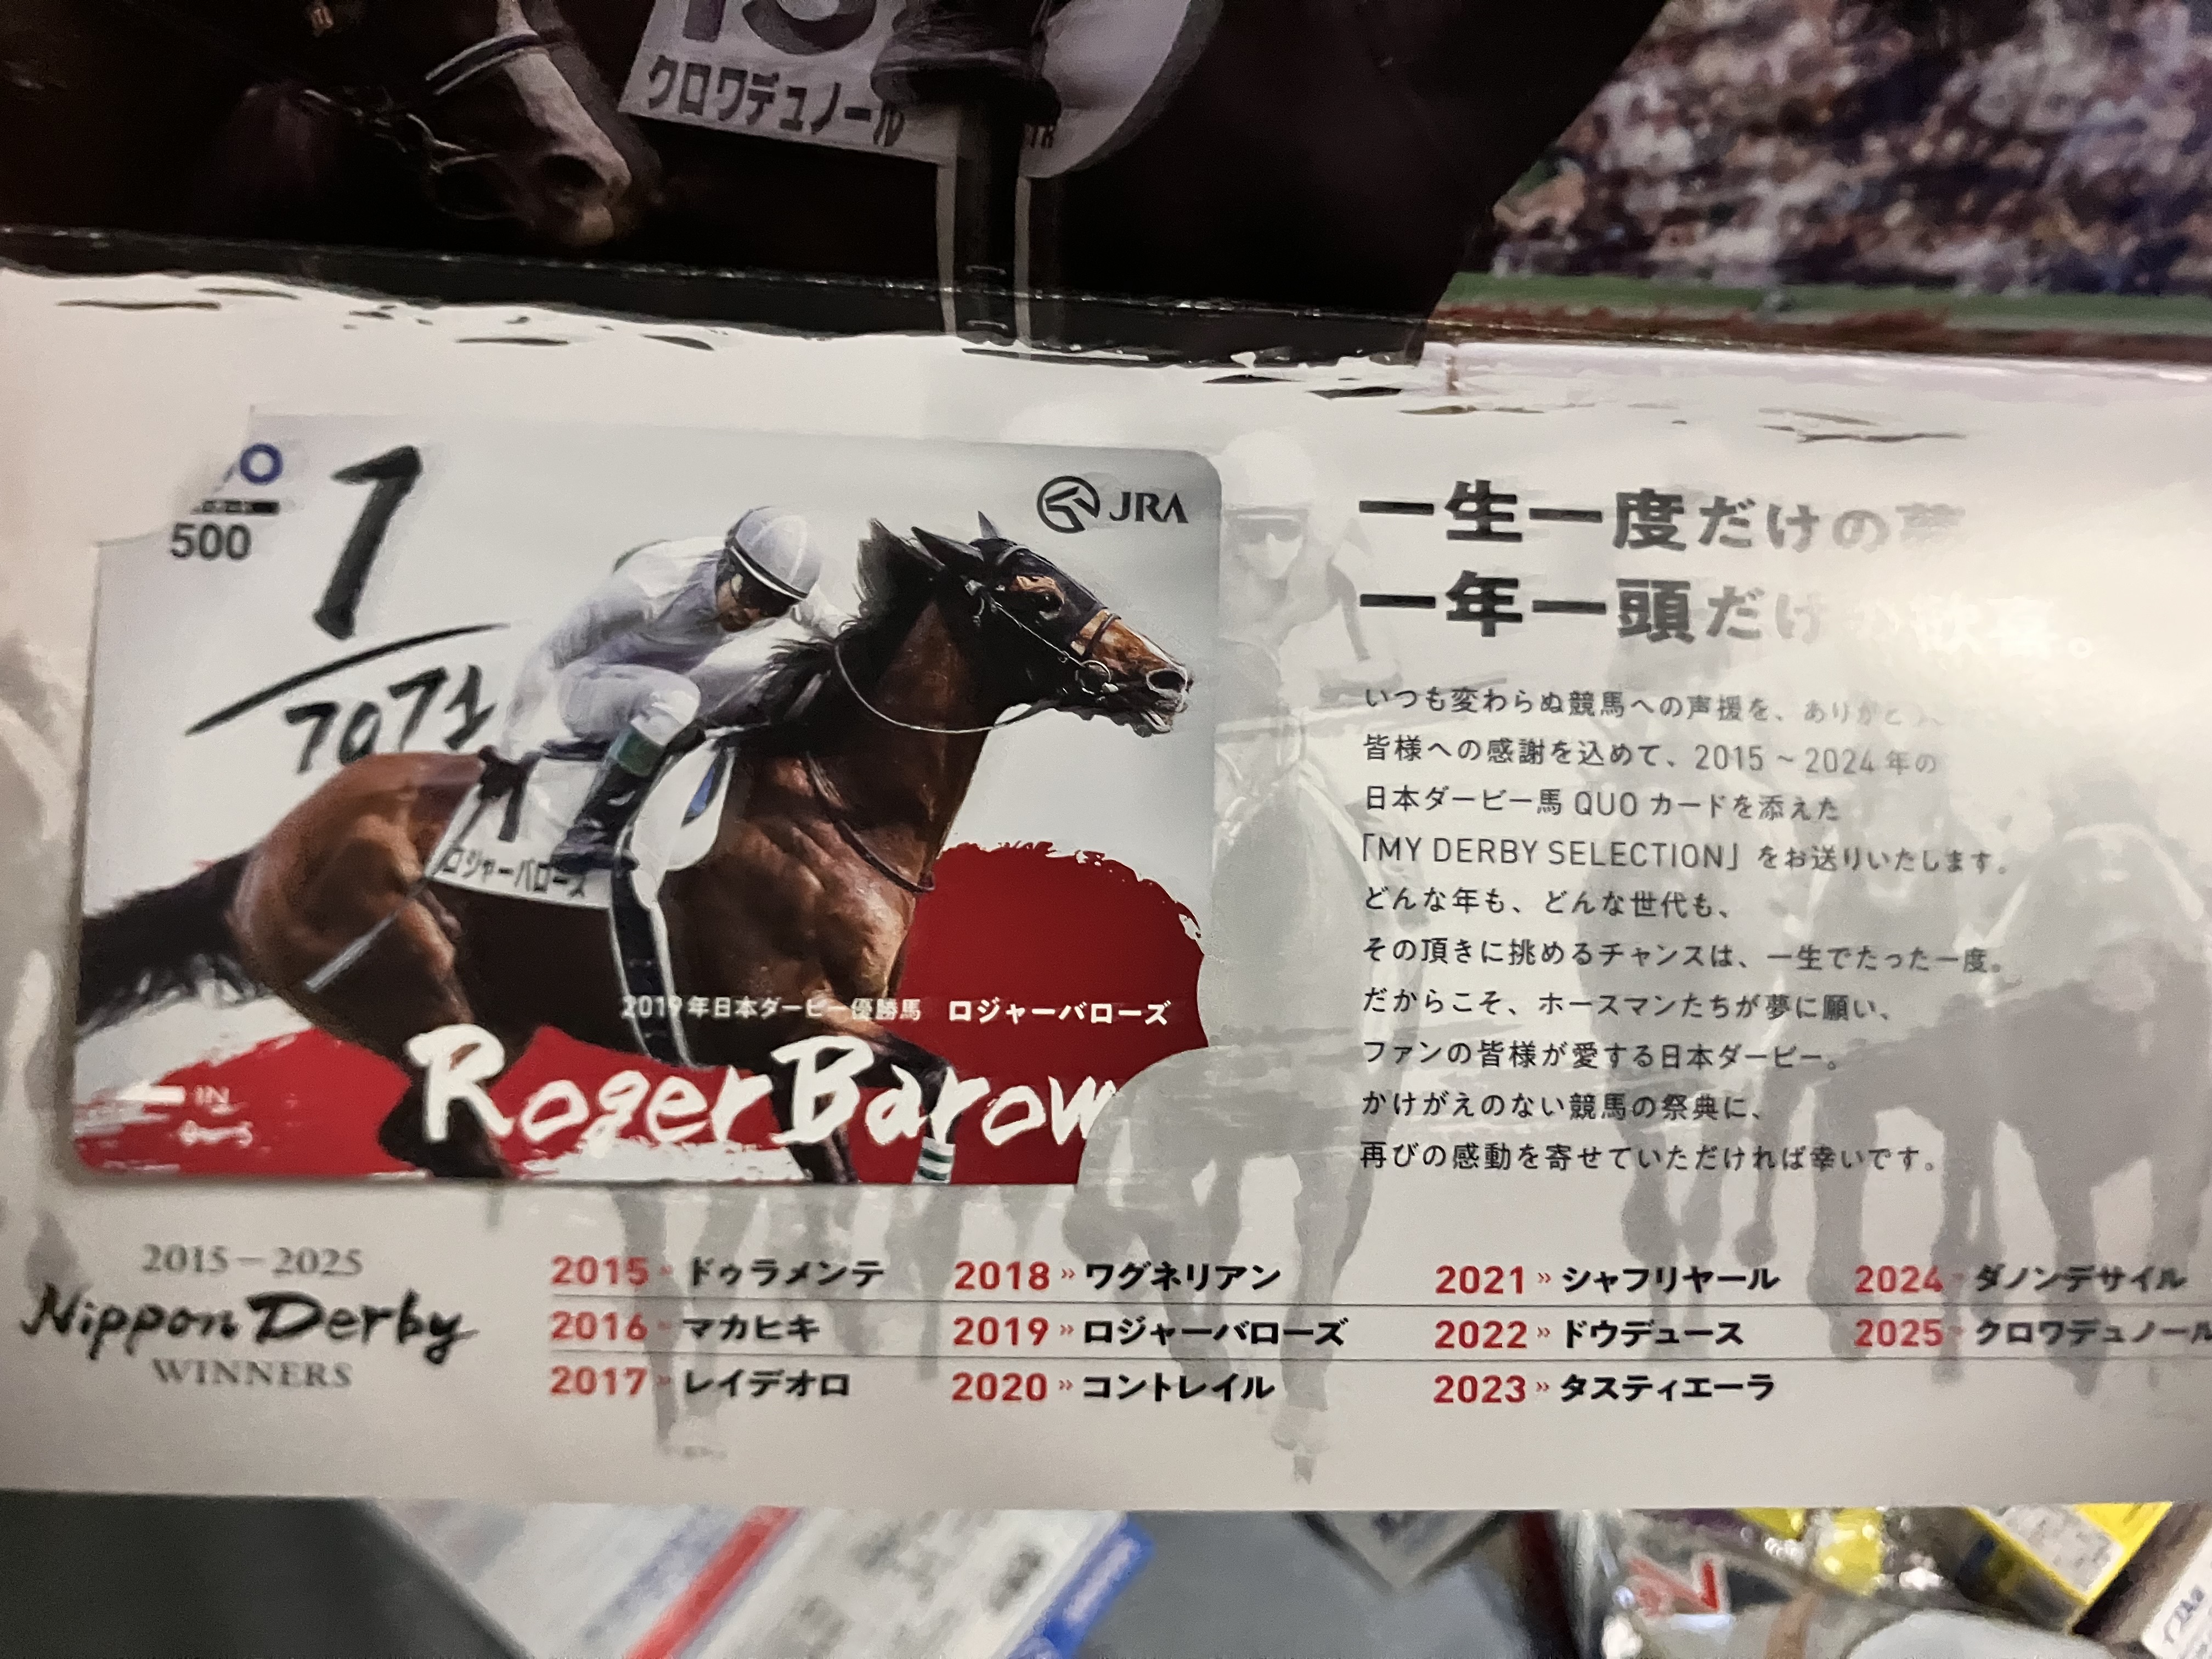 13
クロワデュノール
500
1
7071
JRA
1
ロジャーバローズ
2019年日本ダービー優勝馬 ロジャーバローズ
Roger Barow
IN
一生一度だけの夢
一年一頭だけの歓喜。
いつも変わらぬ競馬への声援を、ありがと
皆様への感謝を込めて、2015～2024年の
日本ダービー馬 QUOカードを添えた
「MY DERBY SELECTION」をお送りいたします。
どんな年も、どんな世代も、
その頂きに挑めるチャンスは、一生でたった一度。
だからこそ、ホースマンたちが夢に願い、
ファンの皆様が愛する日本ダービー。
かけがえのない競馬の祭典に、
再びの感動を寄せていただければ幸いです。
2015－2025
Nippon Derby
WINNERS
2015 » ドゥラメンテ
2016 » マカヒキ
2017 » レイデオロ
2018 » ワグネリアン
2019 » ロジャーバローズ
2020 » コントレイル
2021 » シャフリヤール
2022 » ドウデュース
2023 » タスティエーラ
2024 » ダノンデサイル
2025 » クロワデュノール